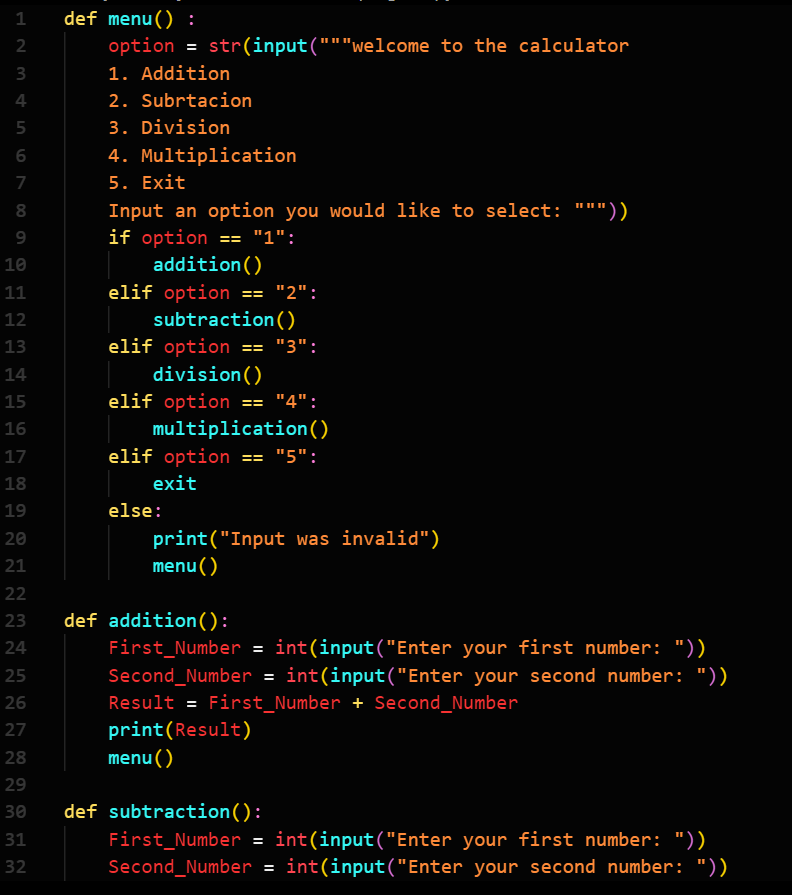 1 def menu() :
2     option = str(input("""welcome to the calculator
3     1. Addition
4     2. Subrtacion
5     3. Division
6     4. Multiplication
7     5. Exit
8     Input an option you would like to select: """))
9     if option == "1":
10         addition()
11     elif option == "2":
12         subtraction()
13     elif option == "3":
14         division()
15     elif option == "4":
16         multiplication()
17     elif option == "5":
18         exit
19     else:
20         print("Input was invalid")
21         menu()
22
23 def addition():
24     First_Number = int(input("Enter your first number: "))
25     Second_Number = int(input("Enter your second number: "))
26     Result = First_Number + Second_Number
27     print(Result)
28     menu()
29
30 def subtraction():
31     First_Number = int(input("Enter your first number: "))
32     Second_Number = int(input("Enter your second number: "))